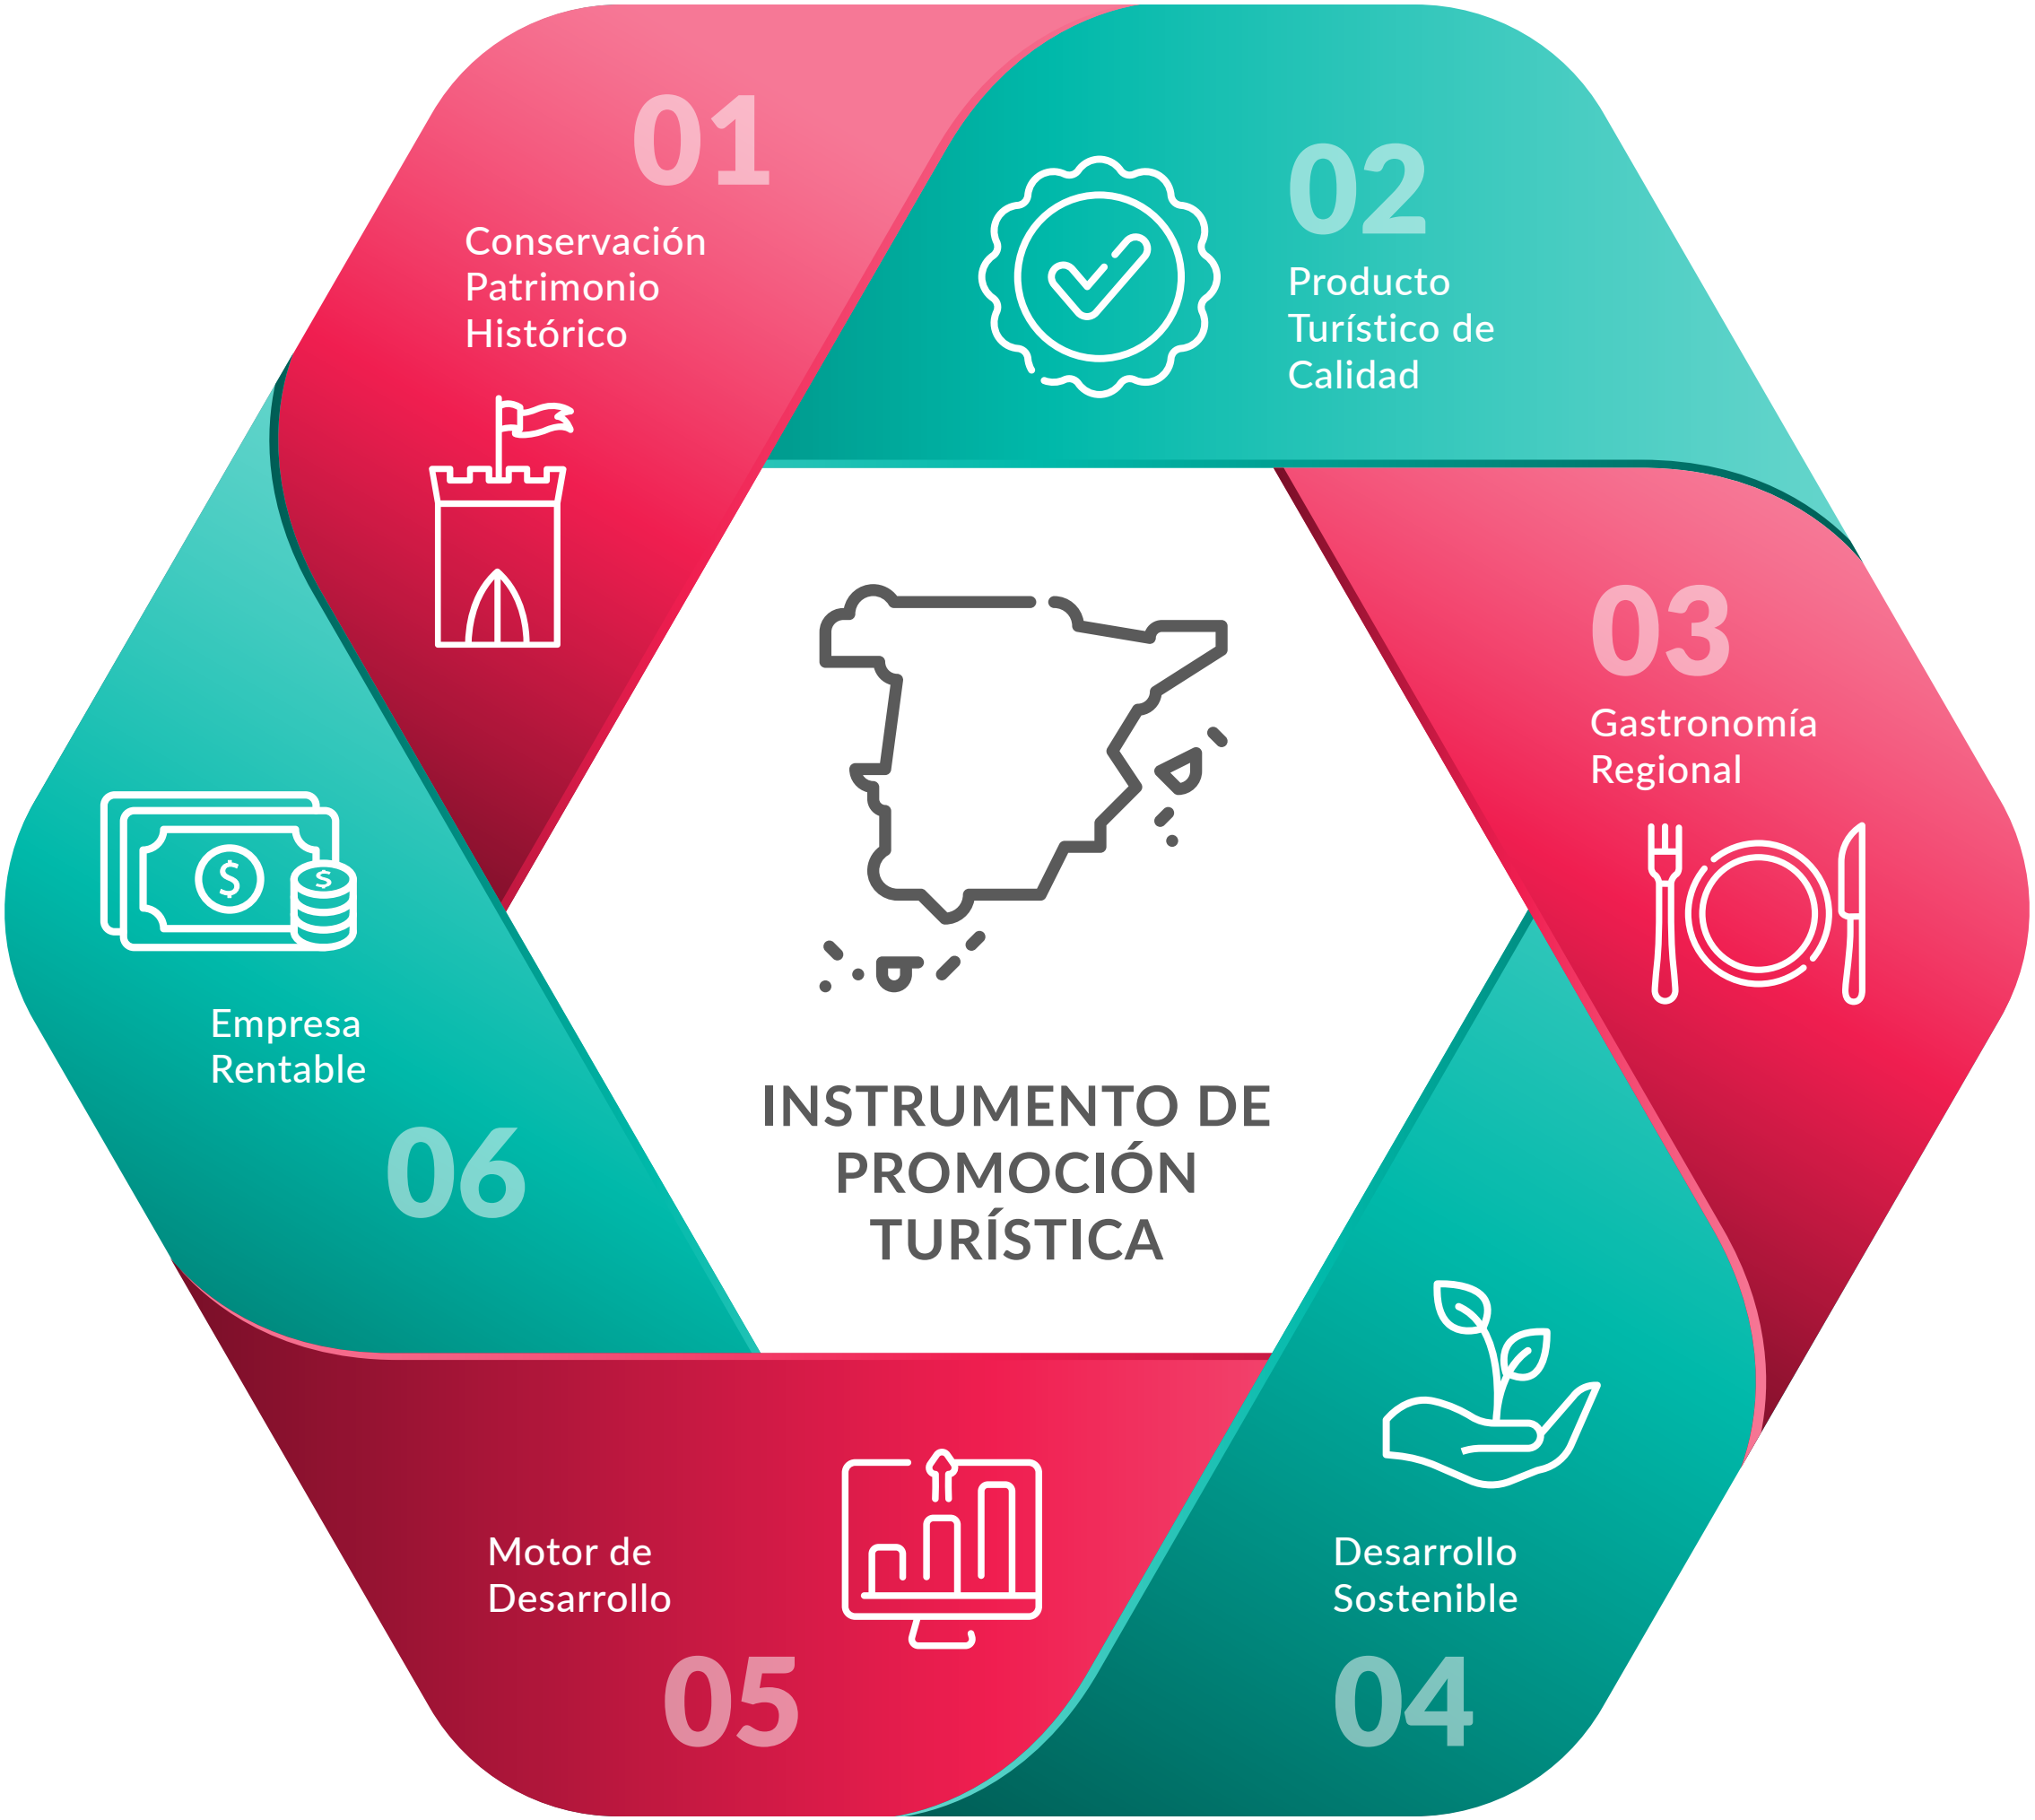 01
Conservación
Patrimonio
Histórico
02
Producto
Turístico de
Calidad
03
Gastronomía
Regional
Desarrollo
Sostenible
04
Motor de
Desarrollo
05
Empresa
Rentable
06
$
$
INSTRUMENTO DE
PROMOCIÓN
TURÍSTICA